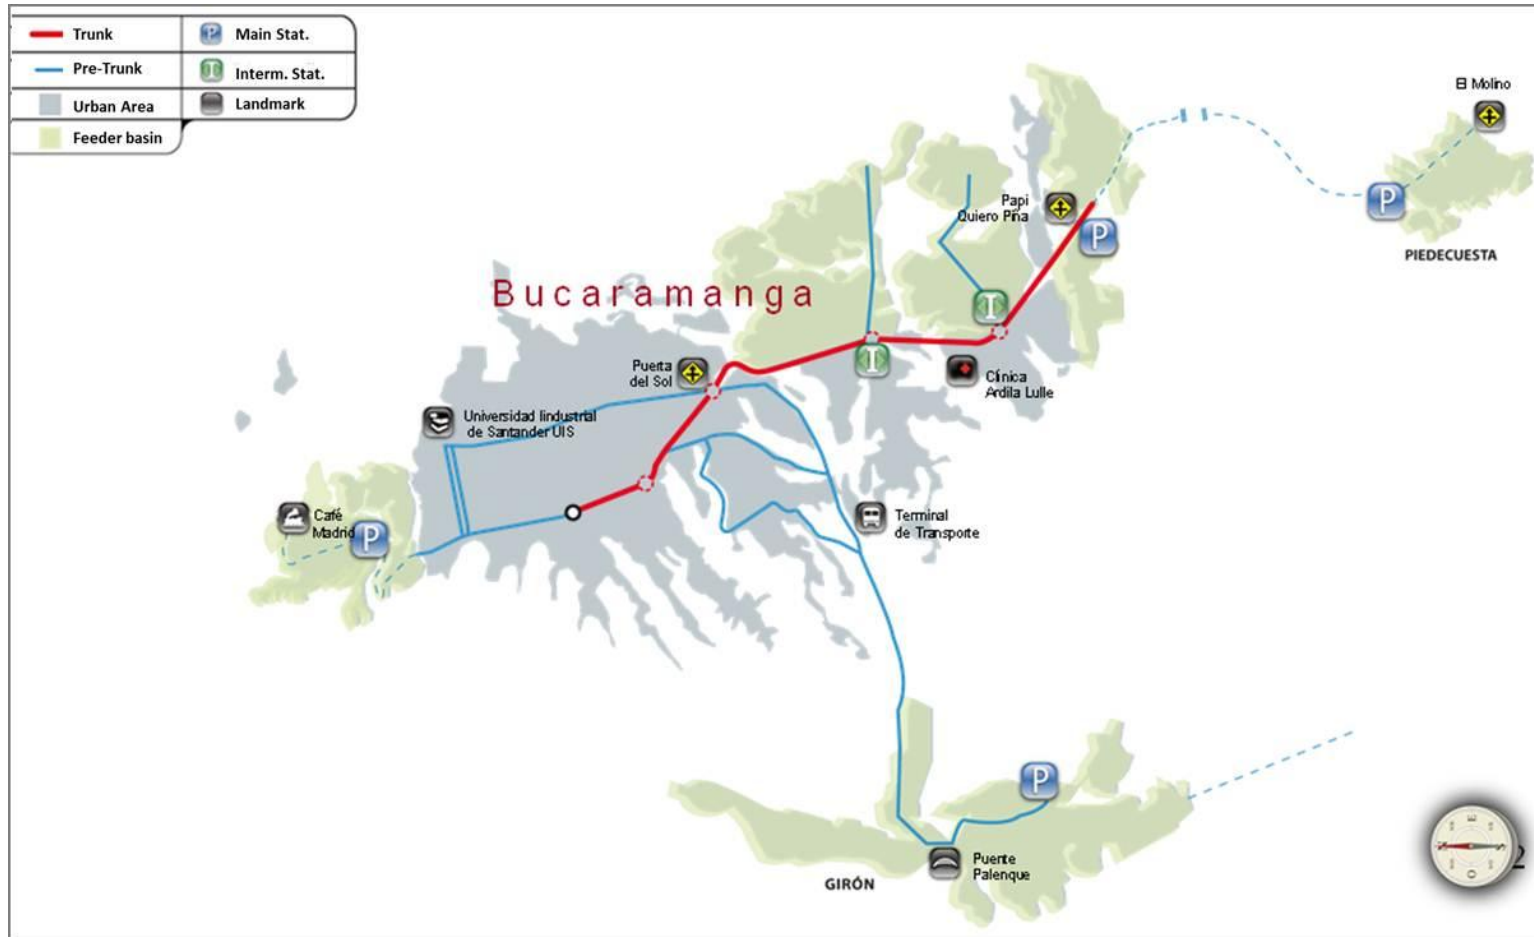 Trunk
Main Stat.
Pre-Trunk
Interm. Stat.
Urban Area
Landmark
Feeder basin
El Molino
Papi
Quiero Piña
PIEDECUESTA
Bucaramanga
Puerta
del Sol
Clínica
Ardila Lulle
Universidad Iindustrial
de Santander UIS
Café
Madrid
Terminal
de Transporte
Puente
Palenque
GIRÓN
2
P
P
P
P
I
I